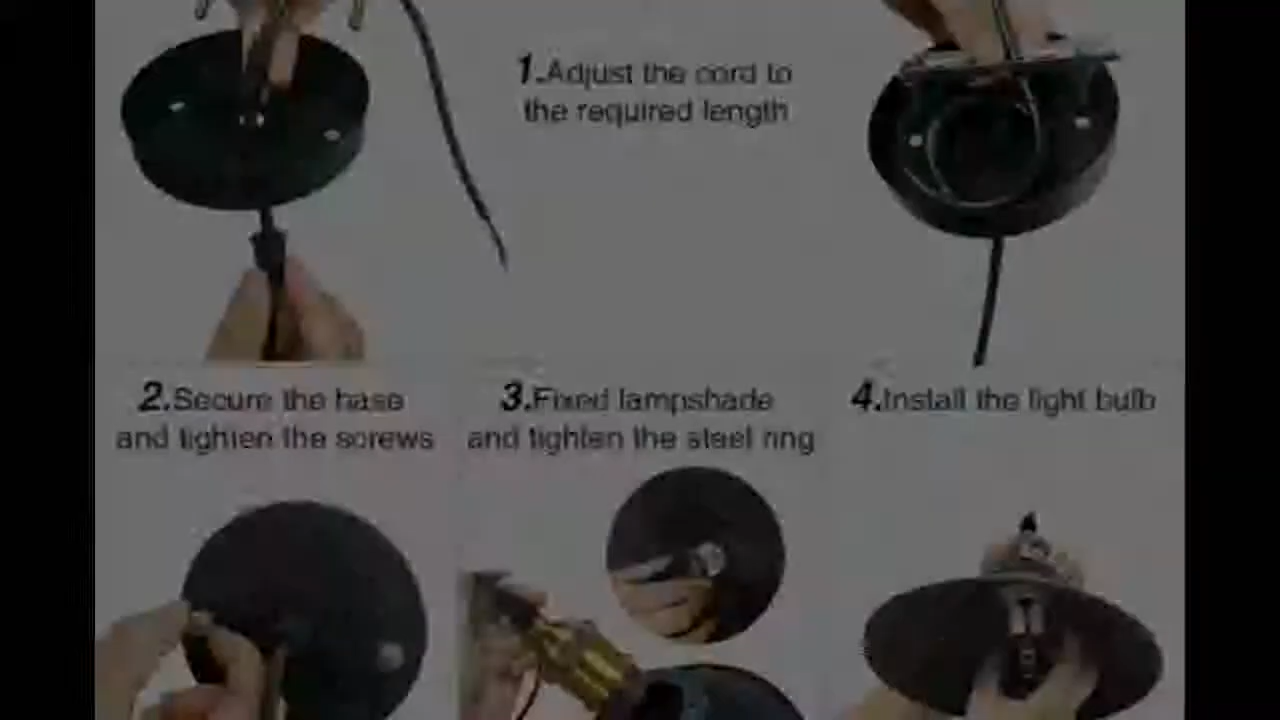 1.Adjust the cord to
the required length
2.Secure the base
and tighten the screws
3.Fixed lampshade
and tighten the steel ring
4.Install the light bulb